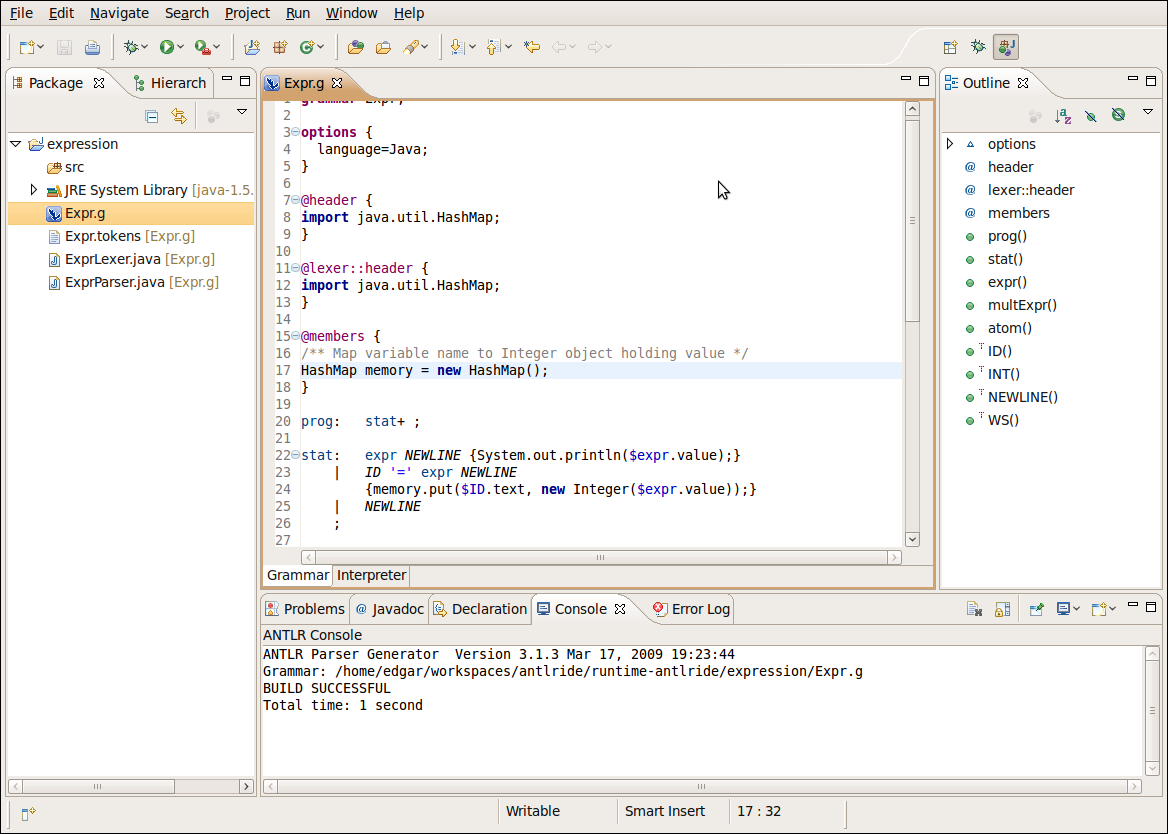 File Edit Navigate Search Project Run Window Help
Package Hierarch
expression
src
JRE System Library [java-1.5.
Expr.g
Expr.tokens [Expr.g]
ExprLexer.java [Expr.g]
ExprParser.java [Expr.g]
Expr.g
1 grammar Expr;
2
3 options {
4   language=Java;
5 }
6
7 @header {
8 import java.util.HashMap;
9 }
10
11 @lexer::header {
12 import java.util.HashMap;
13 }
14
15 @members {
16 /** Map variable name to Integer object holding value */
17 HashMap memory = new HashMap();
18 }
19
20 prog:   stat+ ;
21
22 stat:   expr NEWLINE {System.out.println($expr.value);}
23     |   ID '=' expr NEWLINE
24         {memory.put($ID.text, new Integer($expr.value));}
25     |   NEWLINE
26     ;
27
Grammar Interpreter
Outline
options
header
lexer::header
members
prog()
stat()
expr()
multExpr()
atom()
ID()
INT()
NEWLINE()
WS()
Problems @ Javadoc Declaration Console Error Log
ANTLR Console
ANTLR Parser Generator  Version 3.1.3 Mar 17, 2009 19:23:44
Grammar: /home/edgar/workspaces/antlride/runtime-antlride/expression/Expr.g
BUILD SUCCESSFUL
Total time: 1 second
Writable Smart Insert 17 : 32